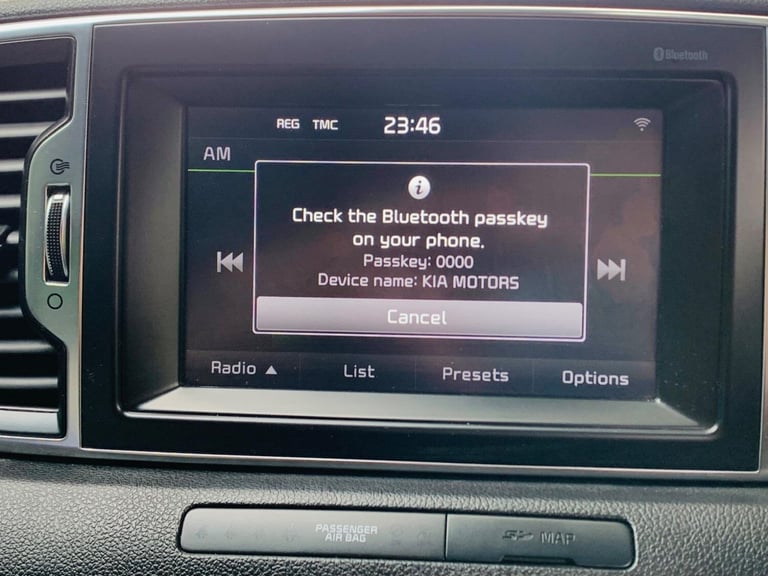 Bluetooth
REG TMC 23:46
AM
i
Check the Bluetooth passkey
on your phone.
Passkey: 0000
Device name: KIA MOTORS
Cancel
Radio ▲ List Presets Options
PASSENGER
AIR BAG
SD MAP